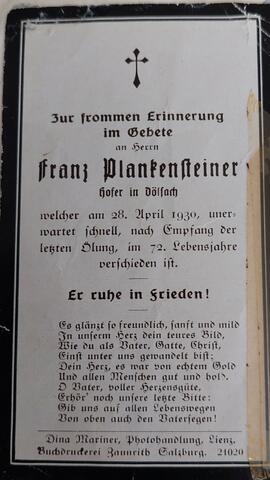 Zur frommen Erinnerung
im Gebete
an Herrn
Franz Plankensteiner
Hofer in Dölsach
welcher am 28. April 1930, uner-
wartet schnell, nach Empfang der
letzten Ölung, im 72. Lebensjahre
verschieden ist.
Er ruhe in Frieden!
Es glänzt so freundlich, sanft und mild
In unserm Herz dein teures Bild,
Wie du als Vater, Gatte, Christ,
Einst unter uns gewandelt bist;
Dein Herz, es war von echtem Gold
Und allen Menschen gut und hold.
O Vater, voller Herzensgüte,
Erhör' noch unsre letzte Bitte:
Gib uns auf allen Lebenswegen
Von oben auch den Vatersegen!
Dina Mariner, Photohandlung, Lienz.
Buchdruckerei Zaunrith Salzburg. 21020